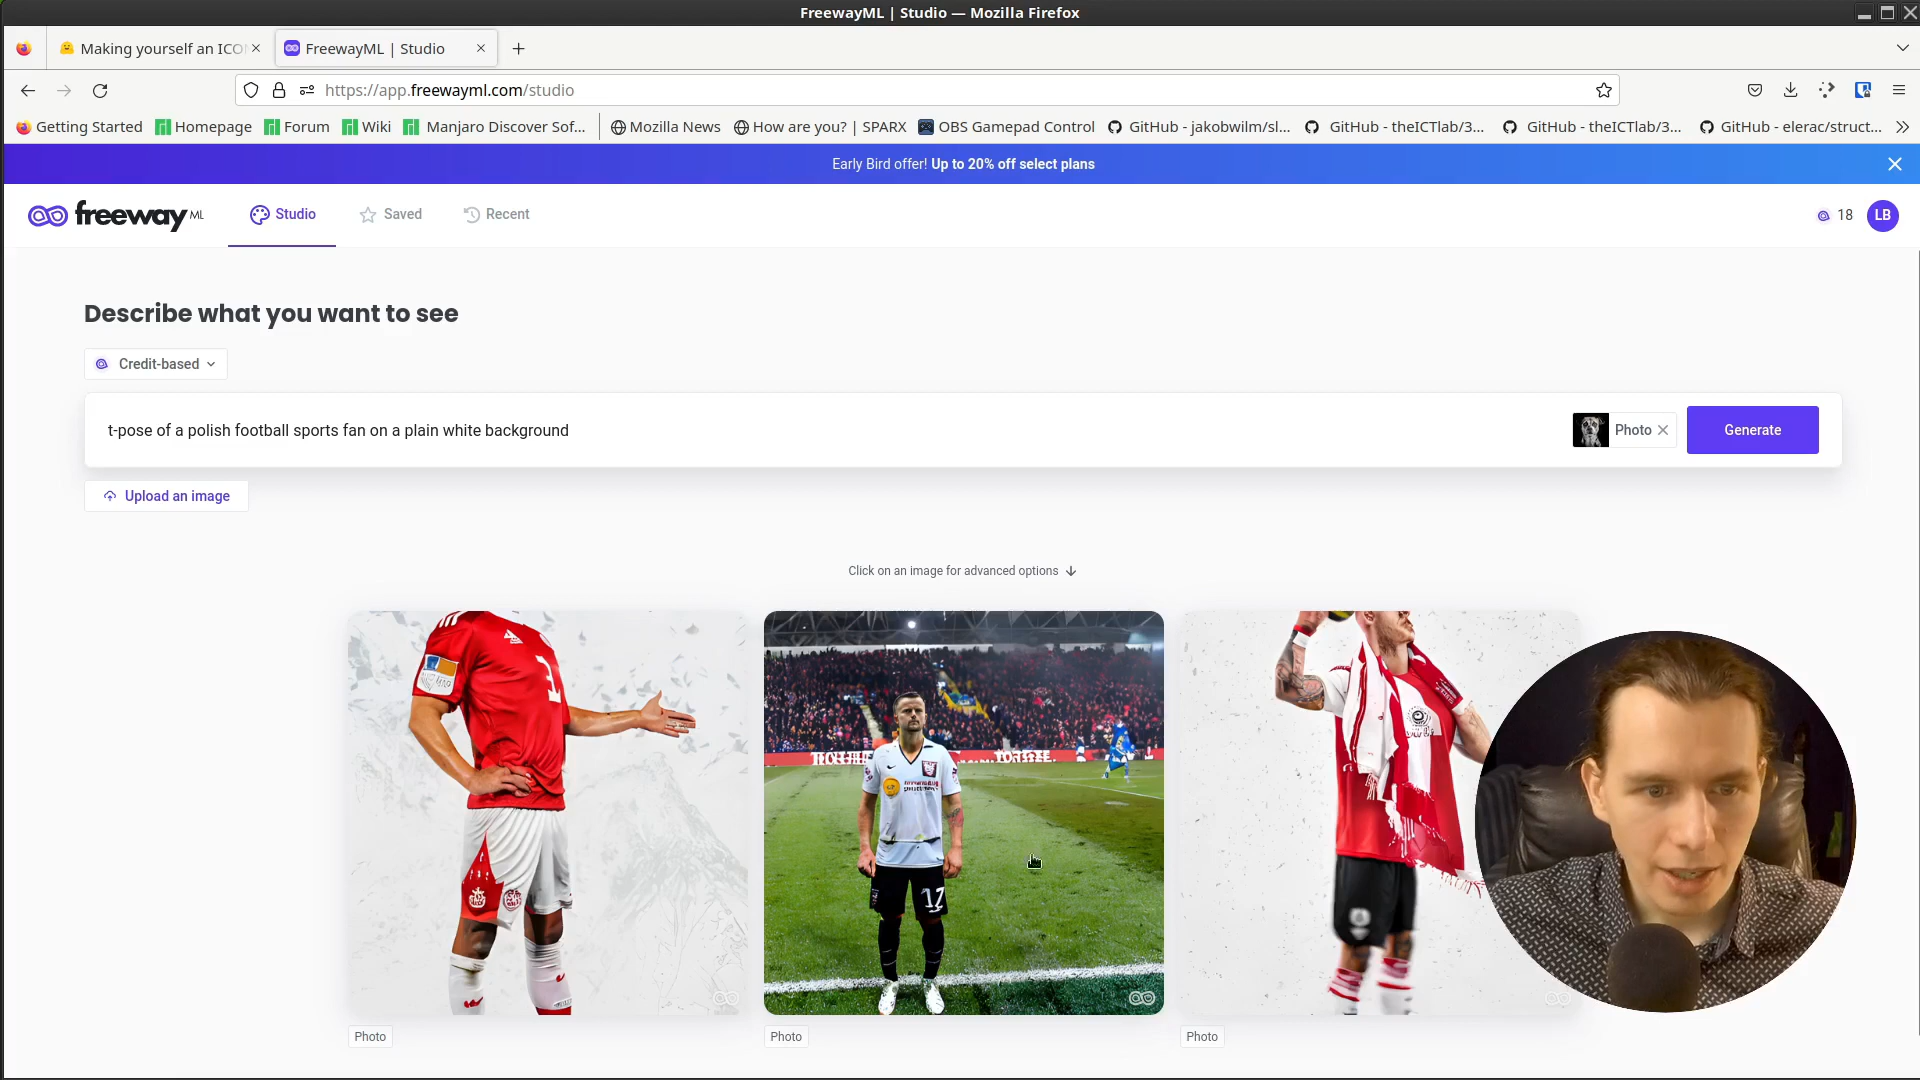 FreewayML | Studio — Mozilla Firefox
Making yourself an ICO
FreewayML | Studio
https://app.freewayml.com/studio
Getting Started
Homepage
Forum
Wiki
Manjaro Discover Sof...
Mozilla News
How are you? | SPARX
OBS Gamepad Control
GitHub - jakobwilm/sl...
GitHub - theICTlab/3...
GitHub - theICTlab/3...
GitHub - elerac/struct...
Early Bird offer! Up to 20% off select plans
freeway ML
Studio
Saved
Recent
18
LB
Describe what you want to see
Credit-based
t-pose of a polish football sports fan on a plain white background
Photo
Generate
Upload an image
Click on an image for advanced options
17
Photo
Photo
Photo